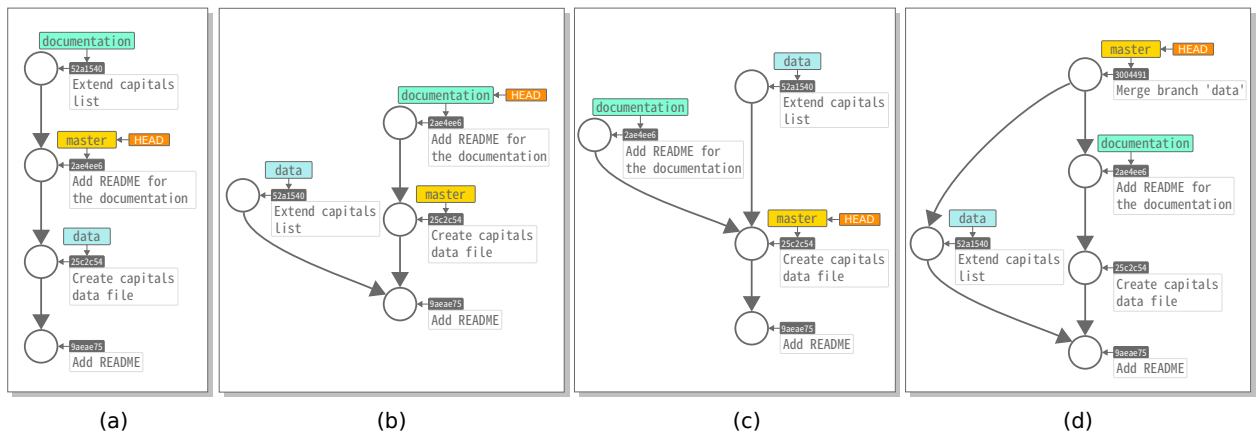 documentation
52a1540
Extend capitals
list
master
HEAD
2ae4ee6
Add README for
the documentation
data
25c2c54
Create capitals
data file
9aeae75
Add README
(a)
documentation
HEAD
2ae4ee6
Add README for
the documentation
data
52a1540
Extend capitals
list
master
25c2c54
Create capitals
data file
9aeae75
Add README
(b)
data
52a1540
Extend capitals
list
documentation
2ae4ee6
Add README for
the documentation
master
HEAD
25c2c54
Create capitals
data file
9aeae75
Add README
(c)
master
HEAD
3004491
Merge branch 'data'
documentation
2ae4ee6
Add README for
the documentation
data
52a1540
Extend capitals
list
25c2c54
Create capitals
data file
9aeae75
Add README
(d)